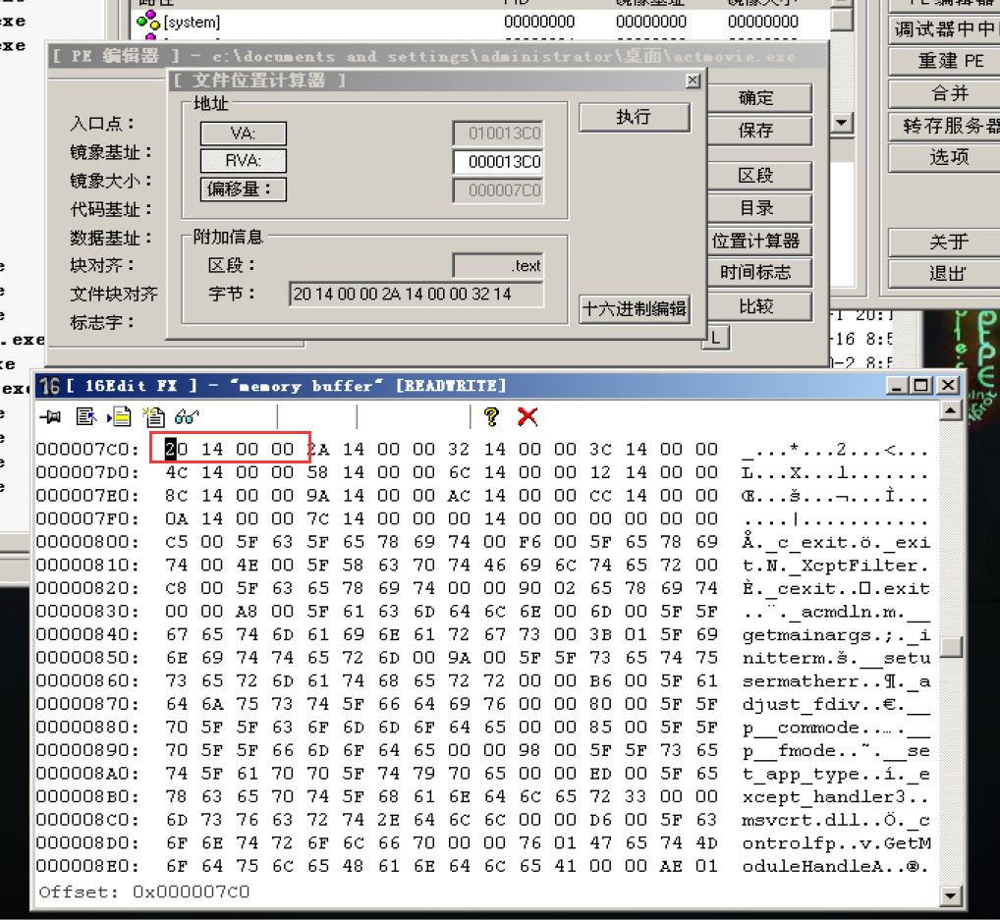 [system]
00000000 00000000 00000000
调试器中中
重建 PE
合并
转存服务器
选项
关于
退出
[ PE 编辑器 ] - c:\documents and settings\administrator\桌面\actmovie.exe
入口点：
镜象基址：
镜象大小：
代码基址：
数据基址：
块对齐：
文件块对齐
标志字：
确定
保存
区段
目录
位置计算器
时间标志
比较
L
[ 文件位置计算器 ]
地址
VA: 010013C0
RVA: 000013C0
偏移量： 000007C0
执行
附加信息
区段： .text
字节： 20 14 00 00 2A 14 00 00 32 14
十六进制编辑
16 [ 16Edit FX ] - "memory buffer" [READWRITE]
000007C0: 20 14 00 00 2A 14 00 00 32 14 00 00 3C 14 00 00 _...*...2...<...
000007D0: 4C 14 00 00 58 14 00 00 6C 14 00 00 12 14 00 00 L...X...l.......
000007E0: 8C 14 00 00 9A 14 00 00 AC 14 00 00 CC 14 00 00 Œ...š...¬...Ì...
000007F0: 0A 14 00 00 7C 14 00 00 00 14 00 00 00 00 00 00 ....|...........
00000800: C5 00 5F 63 5F 65 78 69 74 00 F6 00 5F 65 78 69 Å._c_exit.ö._exi
00000810: 74 00 4E 00 5F 58 63 70 74 46 69 6C 74 65 72 00 t.N._XcptFilter.
00000820: C8 00 5F 63 65 78 69 74 00 00 90 02 65 78 69 74 È._cexit..□.exit
00000830: 00 00 A8 00 5F 61 63 6D 64 6C 6E 00 6D 00 5F 5F ..¨._acmdln.m.__
00000840: 67 65 74 6D 61 69 6E 61 72 67 73 00 3B 01 5F 69 getmainargs.;._i
00000850: 6E 69 74 74 65 72 6D 00 9A 00 5F 5F 73 65 74 75 nitterm.š.__setu
00000860: 73 65 72 6D 61 74 68 65 72 72 00 00 B6 00 5F 61 sermatherr..¶._a
00000870: 64 6A 75 73 74 5F 66 64 69 76 00 00 80 00 5F 5F djust_fdiv..€.__
00000880: 70 5F 5F 63 6F 6D 6D 6F 64 65 00 00 85 00 5F 5F p__commode..….__
00000890: 70 5F 5F 66 6D 6F 64 65 00 00 98 00 5F 5F 73 65 p__fmode..˜.__se
000008A0: 74 5F 61 70 70 5F 74 79 70 65 00 00 ED 00 5F 65 t_app_type..í._e
000008B0: 78 63 65 70 74 5F 68 61 6E 64 6C 65 72 33 00 00 xcept_handler3..
000008C0: 6D 73 76 63 72 74 2E 64 6C 6C 00 00 D6 00 5F 63 msvcrt.dll..Ö._c
000008D0: 6F 6E 74 72 6F 6C 66 70 00 00 76 01 47 65 74 4D ontrolfp..v.GetM
000008E0: 6F 64 75 6C 65 48 61 6E 64 6C 65 41 00 00 AE 01 oduleHandleA..®.
Offset: 0x000007C0